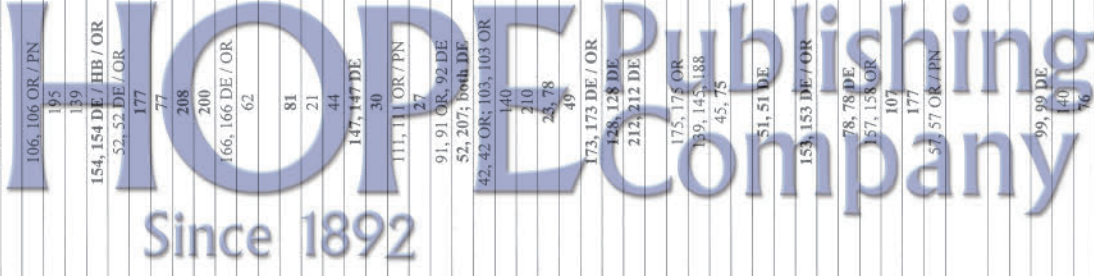 HOPE Publishing Company
Since 1892
106, 106 OR / PN
195
139
154, 154 DE / HB / OR
52, 52 DE / OR
177
77
208
200
166, 166 DE / OR
62
81
21
44
147, 147 DE
30
111, 111 OR / PN
27
91, 91 OR, 92 DE
52, 207; both DE
42, 42 OR; 103, 103 OR
140
210
23, 78
49
173, 173 DE / OR
128, 128 DE
212, 212 DE
175, 175 OR
139, 145, 188
45, 75
51, 51 DE
153, 153 DE / OR
78, 78 DE
157, 158 OR
107
177
57, 57 OR / PN
99, 99 DE
140
76